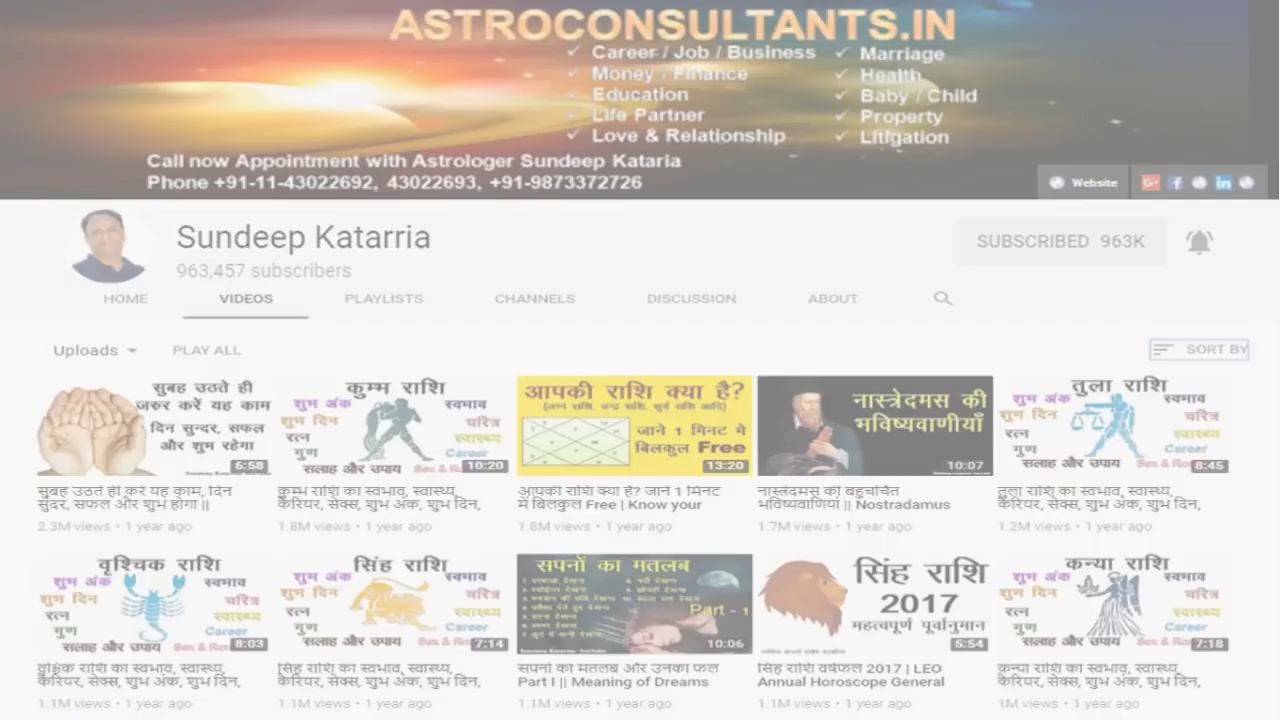 ASTROCONSULTANTS.IN
✓ Career / Job / Business ✓ Marriage
✓ Money / Finance ✓ Health
✓ Education ✓ Baby / Child
✓ Life Partner ✓ Property
✓ Love & Relationship ✓ Litigation
Call now Appointment with Astrologer Sundeep Kataria
Phone +91-11-43022692, 43022693, +91-9873372726
Website
Sundeep Katarria
963,457 subscribers
SUBSCRIBED 963K
HOME VIDEOS PLAYLISTS CHANNELS DISCUSSION ABOUT
Uploads PLAY ALL SORT BY
सुबह उठते ही
जरुर करें यह काम
दिन सुन्दर, सफल
और शुभ रहेगा
6:58
कुम्भ राशि
शुभ अंक स्वभाव
शुभ दिन चरित्र
रत्न स्वास्थ्य
गुण Career
सलाह और उपाय
10:20
आपकी राशि क्या है?
(लग्न राशि, चन्द्र राशि, सूर्य राशि आदि)
जाने 1 मिनट मे
बिलकुल Free
13:20
नास्त्रेदमस की
भविष्यवाणीयाँ
10:07
तुला राशि
शुभ अंक स्वभाव
शुभ दिन चरित्र
रत्न स्वास्थ्य
गुण Career
सलाह और उपाय
8:45
सुबह उठते ही करें यह काम, दिन
सुंदर, सफल और शुभ होगा ||
2.3M views • 1 year ago
कुम्भ राशि का स्वभाव, स्वास्थ्य,
कैरियर, सेक्स, शुभ अंक, शुभ दिन,
1.8M views • 1 year ago
आपकी राशि क्या है? जाने 1 मिनट
में बिलकुल Free | Know your
1.8M views • 1 year ago
नास्त्रेदमस की बहुचर्चित
भविष्यवाणियां || Nostradamus
1.7M views • 1 year ago
तुला राशि का स्वभाव, स्वास्थ्य,
कैरियर, सेक्स, शुभ अंक, शुभ दिन,
1.2M views • 1 year ago
वृश्चिक राशि
शुभ अंक स्वभाव
शुभ दिन चरित्र
रत्न स्वास्थ्य
गुण Career
सलाह और उपाय
8:03
सिंह राशि
शुभ अंक स्वभाव
शुभ दिन चरित्र
रत्न स्वास्थ्य
गुण Career
सलाह और उपाय
7:14
सपनों का मतलब
Part - 1
10:06
सिंह राशि
2017
महत्वपूर्ण पूर्वानुमान
5:54
कन्या राशि
शुभ अंक स्वभाव
शुभ दिन चरित्र
रत्न स्वास्थ्य
गुण Career
सलाह और उपाय
7:18
वृश्चिक राशि का स्वभाव, स्वास्थ्य,
कैरियर, सेक्स, शुभ अंक, शुभ दिन,
1.1M views • 1 year ago
सिंह राशि का स्वभाव, स्वास्थ्य,
कैरियर, सेक्स, शुभ अंक, शुभ दिन,
1.1M views • 1 year ago
सपनों का मतलब और उनका फल
Part I || Meaning of Dreams
1.1M views • 1 year ago
सिंह राशि वर्षफल 2017 | LEO
Annual Horoscope General
1.1M views • 1 year ago
कन्या राशि का स्वभाव, स्वास्थ्य,
कैरियर, सेक्स, शुभ अंक, शुभ दिन,
1M views • 1 year ago